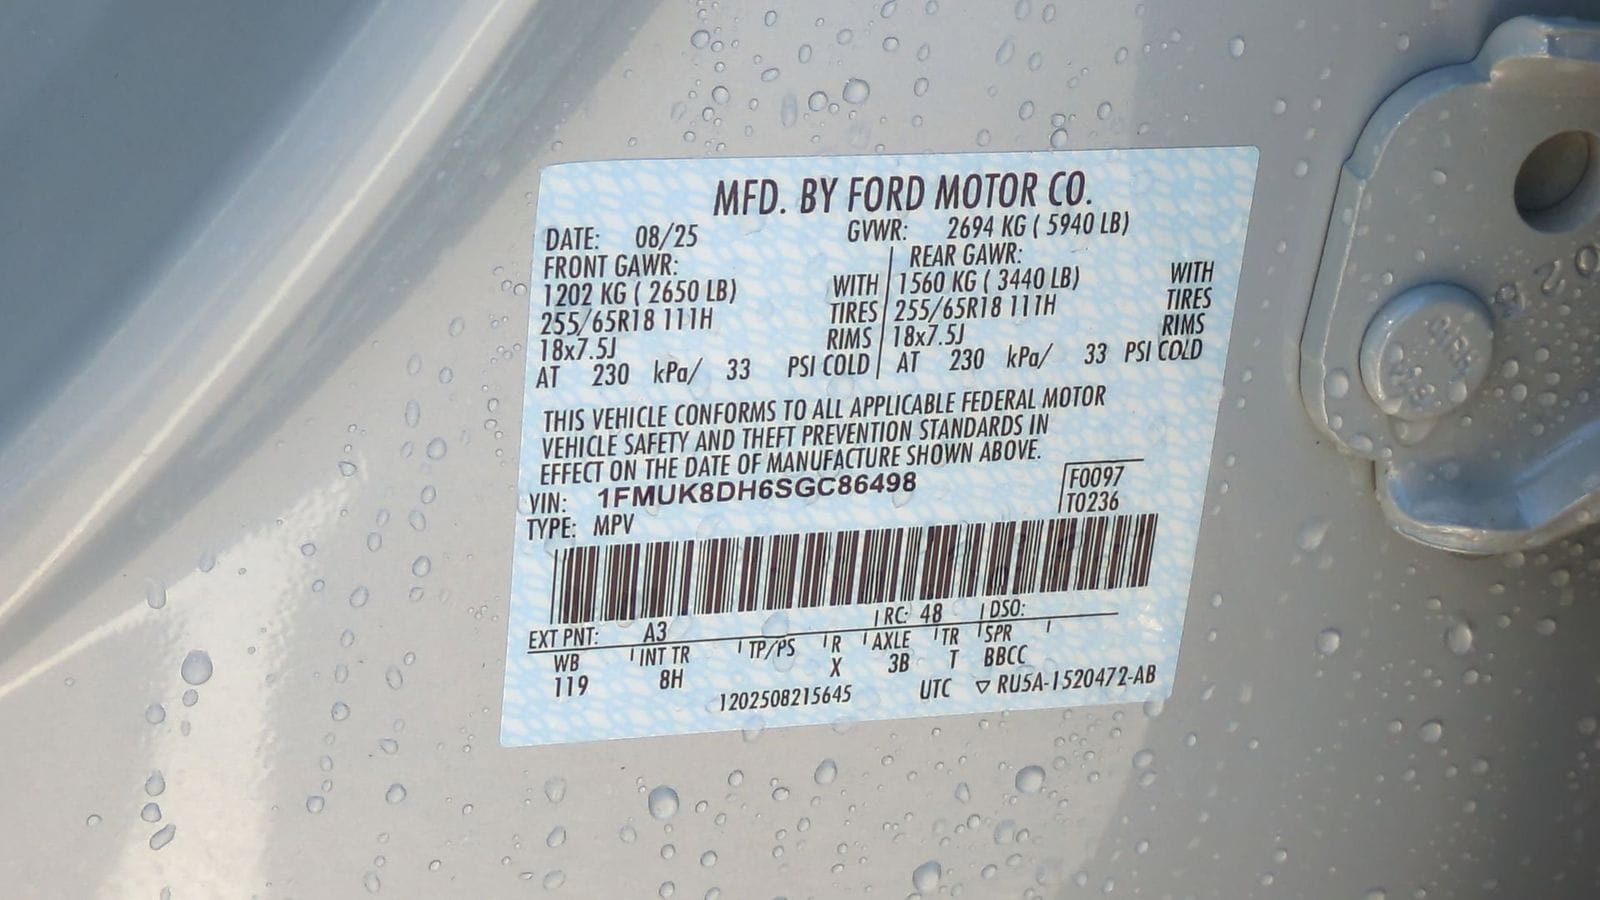 MFD. BY FORD MOTOR CO.
DATE: 08/25 GVWR: 2694 KG ( 5940 LB)
FRONT GAWR: REAR GAWR:
1202 KG ( 2650 LB) WITH 1560 KG ( 3440 LB) WITH
255/65R18 111H TIRES 255/65R18 111H TIRES
18x7.5J RIMS 18x7.5J RIMS
AT 230 kPa/ 33 PSI COLD AT 230 kPa/ 33 PSI COLD
THIS VEHICLE CONFORMS TO ALL APPLICABLE FEDERAL MOTOR
VEHICLE SAFETY AND THEFT PREVENTION STANDARDS IN
EFFECT ON THE DATE OF MANUFACTURE SHOWN ABOVE.
VIN: 1FMUK8DH6SGC86498 F0097
TYPE: MPV T0236
EXT PNT: A3 RC: 48 DSO:
WB INT TR TP/PS R AXLE TR SPR
119 8H X 3B T BBCC
1202508215645 UTC ▽ RU5A-1520472-AB